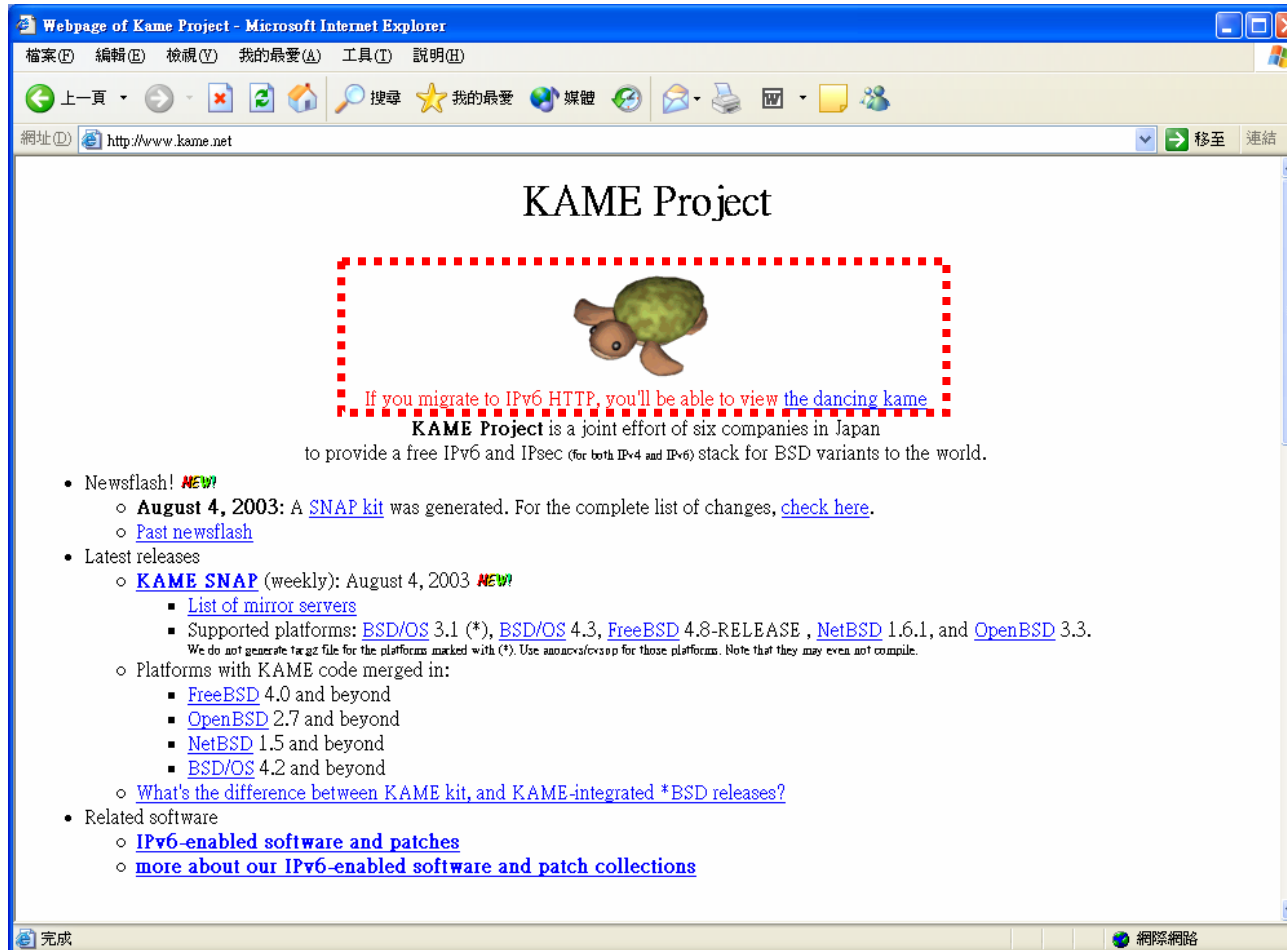 Webpage of Kame Project - Microsoft Internet Explorer
檔案(F) 編輯(E) 檢視(V) 我的最愛(A) 工具(T) 說明(H)
上一頁 搜尋 我的最愛 媒體
網址(D) http://www.kame.net 移至 連結
KAME Project
If you migrate to IPv6 HTTP, you'll be able to view the dancing kame
KAME Project is a joint effort of six companies in Japan
to provide a free IPv6 and IPsec (for both IPv4 and IPv6) stack for BSD variants to the world.
Newsflash! NEW!
August 4, 2003: A SNAP kit was generated. For the complete list of changes, check here.
Past newsflash
Latest releases
KAME SNAP (weekly): August 4, 2003 NEW!
List of mirror servers
Supported platforms: BSD/OS 3.1 (*), BSD/OS 4.3, FreeBSD 4.8-RELEASE , NetBSD 1.6.1, and OpenBSD 3.3.
We do not generate tar.gz file for the platforms marked with (*). Use anoncvs/cvsup for those platforms. Note that they may even not compile.
Platforms with KAME code merged in:
FreeBSD 4.0 and beyond
OpenBSD 2.7 and beyond
NetBSD 1.5 and beyond
BSD/OS 4.2 and beyond
What's the difference between KAME kit, and KAME-integrated *BSD releases?
Related software
IPv6-enabled software and patches
more about our IPv6-enabled software and patch collections
完成 網際網路